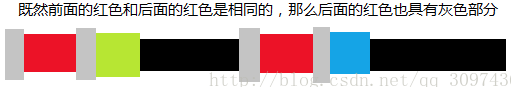 既然前面的红色和后面的红色是相同的，那么后面的红色也具有灰色部分
http://blog.csdn.net/qq_3097436